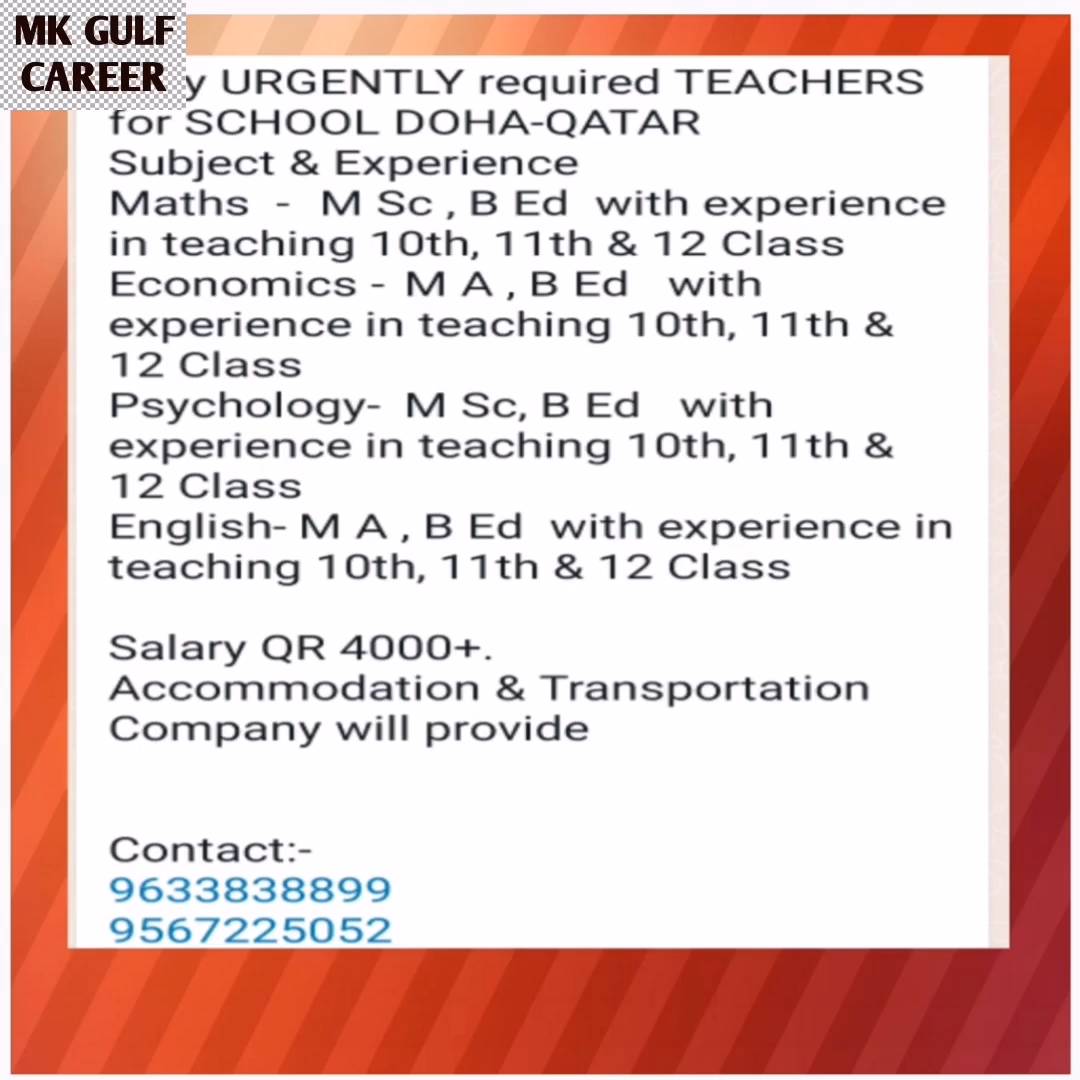 MK GULF
CAREER
y URGENTLY required TEACHERS
for SCHOOL DOHA-QATAR
Subject & Experience
Maths - M Sc , B Ed with experience
in teaching 10th, 11th & 12 Class
Economics - M A , B Ed with
experience in teaching 10th, 11th &
12 Class
Psychology- M Sc, B Ed with
experience in teaching 10th, 11th &
12 Class
English- M A , B Ed with experience in
teaching 10th, 11th & 12 Class
Salary QR 4000+.
Accommodation & Transportation
Company will provide
Contact:-
9633838899
9567225052